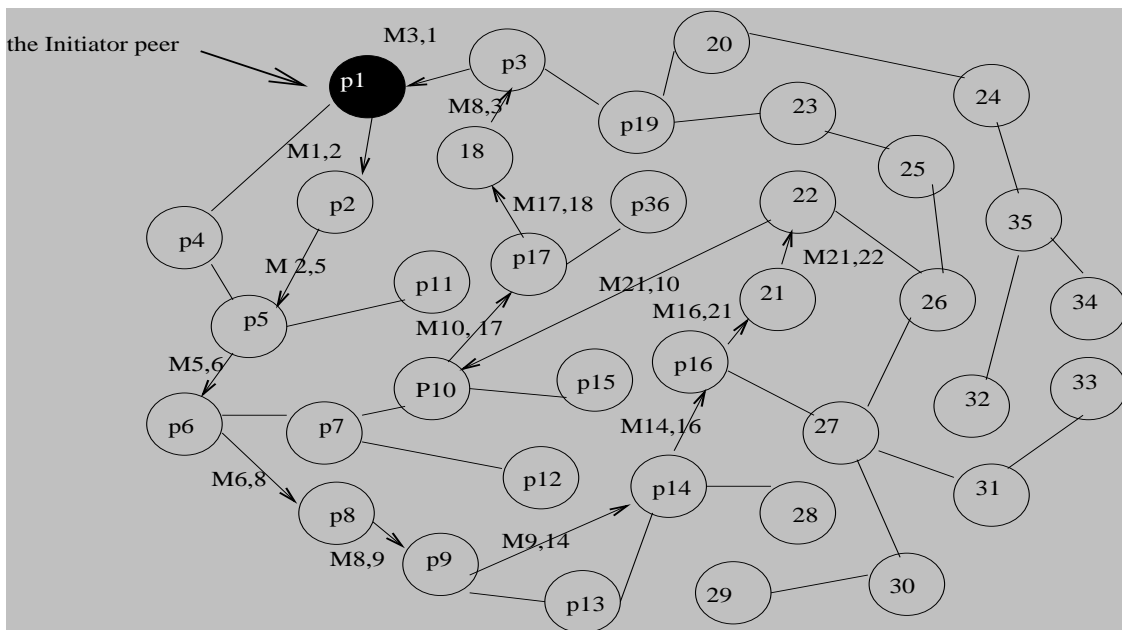 the Initiator peer
M3,1
p1
p3
20
24
M8,3
p19
23
M1,2
18
25
p2
M17,18
p36
22
35
p4
M 2,5
p11
p17
M21,10
M21,22
21
26
34
p5
M10, 17
M16,21
M5,6
P10
p15
p16
33
32
p6
p7
M14,16
27
M6,8
p12
p14
31
p8
28
M8,9
p9
M9,14
p13
29
30